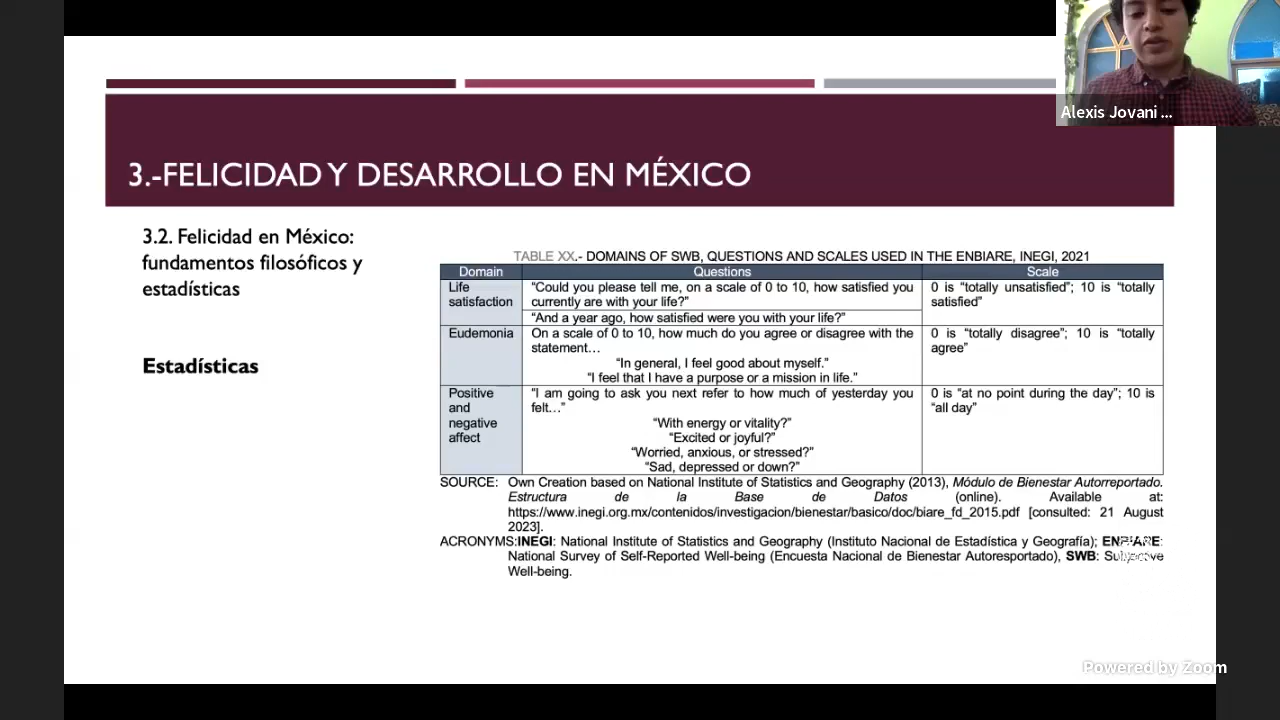 Alexis Jovani ...
3.-FELICIDAD Y DESARROLLO EN MÉXICO
3.2. Felicidad en México:
fundamentos filosóficos y
estadísticas
Estadísticas
TABLE XX.- DOMAINS OF SWB, QUESTIONS AND SCALES USED IN THE ENBIARE, INEGI, 2021
Domain Questions Scale
Life
satisfaction
“Could you please tell me, on a scale of 0 to 10, how satisfied you
currently are with your life?”
“And a year ago, how satisfied were you with your life?”
0 is “totally unsatisfied”; 10 is “totally
satisfied”
Eudemonia
On a scale of 0 to 10, how much do you agree or disagree with the
statement…
“In general, I feel good about myself.”
“I feel that I have a purpose or a mission in life.”
0 is “totally disagree”; 10 is “totally
agree”
Positive
and
negative
affect
“I am going to ask you next refer to how much of yesterday you
felt…”
“With energy or vitality?”
“Excited or joyful?”
“Worried, anxious, or stressed?”
“Sad, depressed or down?”
0 is “at no point during the day”; 10 is
“all day”
SOURCE: Own Creation based on National Institute of Statistics and Geography (2013), Módulo de Bienestar Autorreportado.
Estructura de la Base de Datos (online). Available at:
https://www.inegi.org.mx/contenidos/investigacion/bienestar/basico/doc/biare_fd_2015.pdf [consulted: 21 August
2023].
ACRONYMS:INEGI: National Institute of Statistics and Geography (Instituto Nacional de Estadística y Geografía); ENBIARE:
National Survey of Self-Reported Well-being (Encuesta Nacional de Bienestar Autoresportado), SWB: Subjective
Well-being.
Powered by Zoom